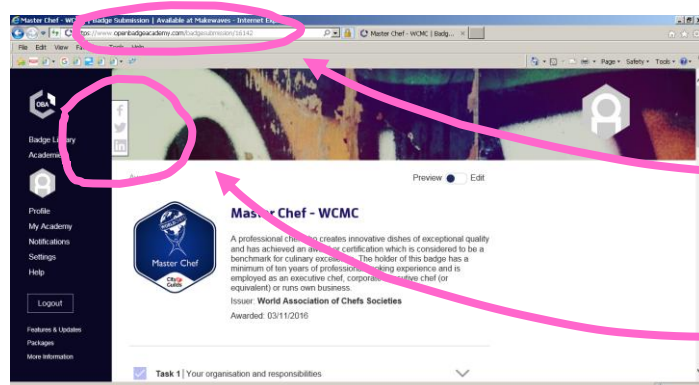 Master Chef - WCMC | Badge Submission | Available at Makewaves - Internet
openbadgeacademy.com/badgesubmission/16142
Master Chef - WCMC | Badg...
File Edit View Help
Page Safety Tools
OBA
Badge Library
Academies
f
in
Profile
My Academy
Notifications
Settings
Help
Logout
Features & Updates
Packages
More Information
Preview Edit
Master Chef
City & Guilds
Master Chef - WCMC
A professional chef who creates innovative dishes of exceptional quality
and has achieved an award or certification which is considered to be a
benchmark for culinary excellence. The holder of this badge has a
minimum of ten years of professional cooking experience and is
employed as an executive chef, corporate executive chef (or
equivalent) or runs own business.
Issuer: World Association of Chefs Societies
Awarded: 03/11/2016
Task 1 | Your organisation and responsibilities